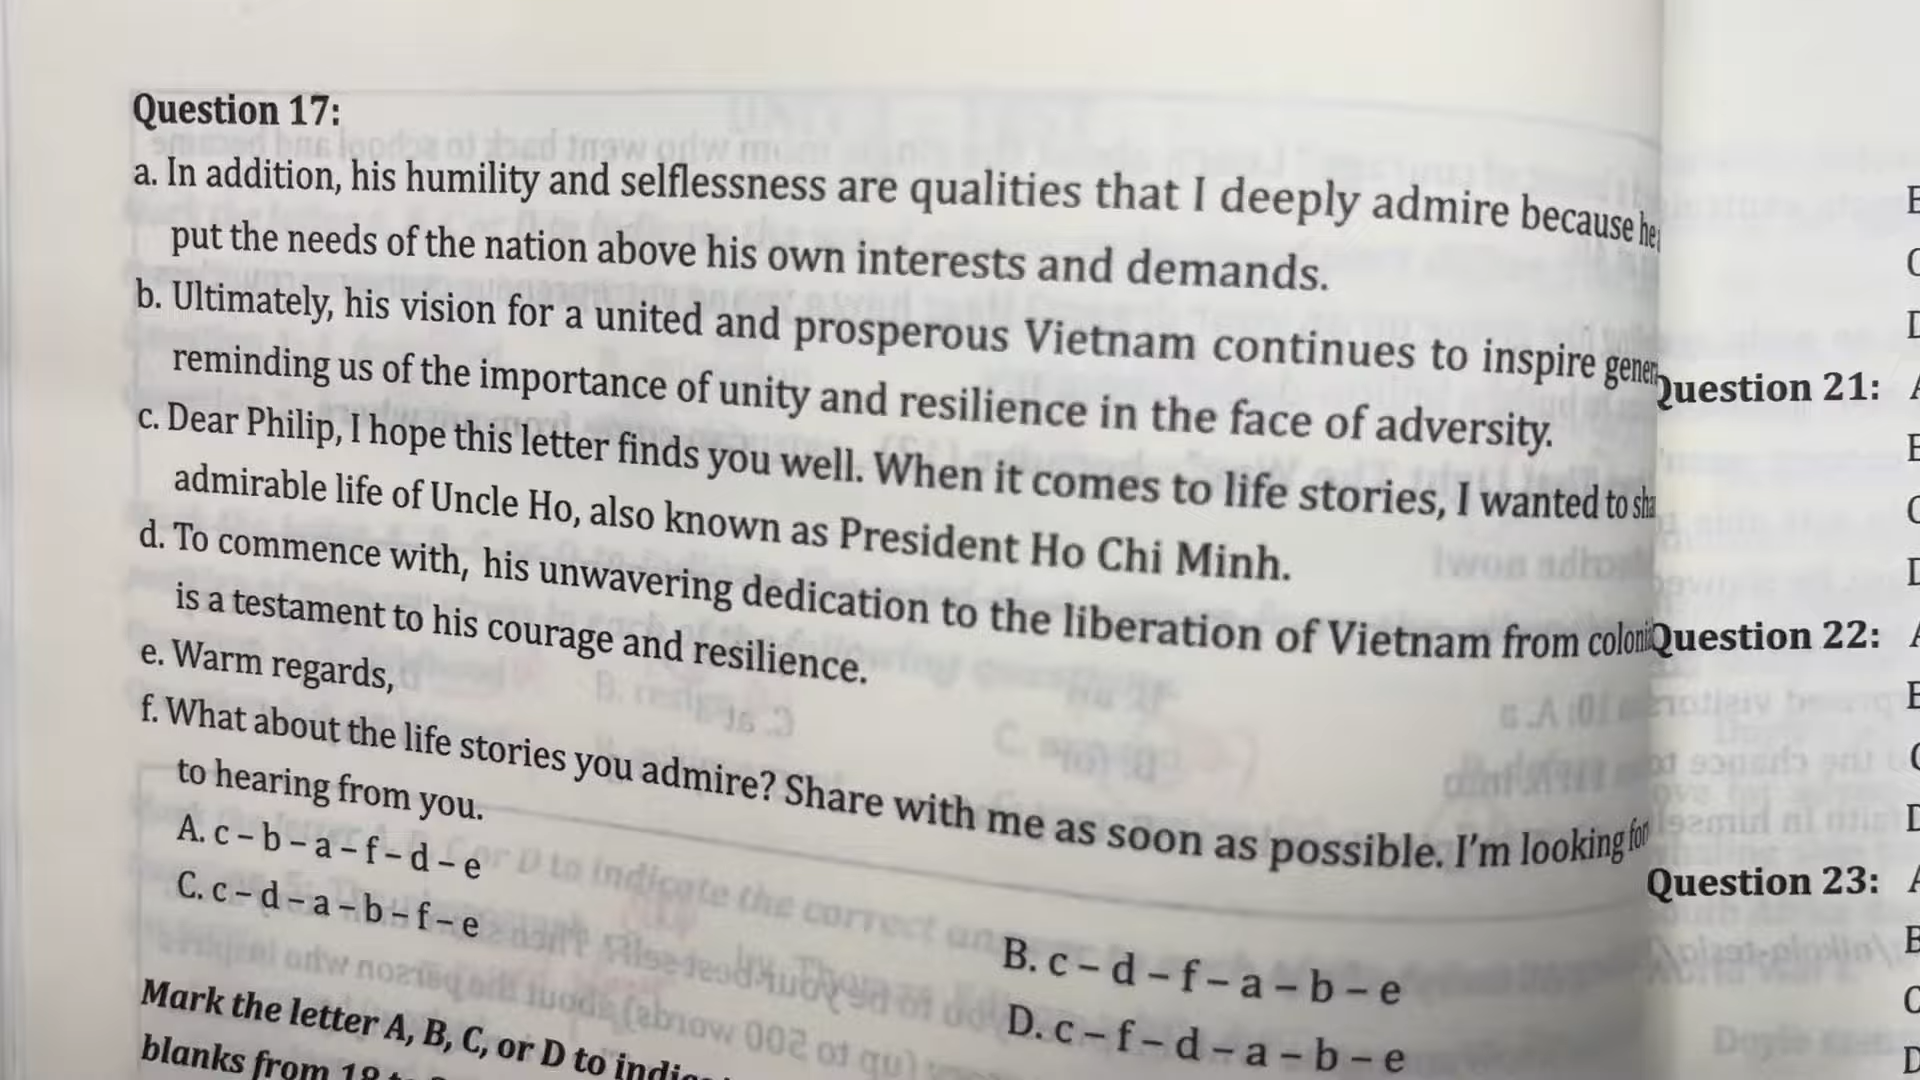 Question 17:
a. In addition, his humility and selflessness are qualities that I deeply admire because he
put the needs of the nation above his own interests and demands.
b. Ultimately, his vision for a united and prosperous Vietnam continues to inspire
reminding us of the importance of unity and resilience in the face of adversity.
c. Dear Philip, I hope this letter finds you well. When it comes to life stories, I wanted to
admirable life of Uncle Ho, also known as President Ho Chi Minh.
d. To commence with, his unwavering dedication to the liberation of Vietnam from
is a testament to his courage and resilience.
e. Warm regards,
f. What about the life stories you admire? Share with me as soon as possible. I'm looking
to hearing from you.
A. c – b – a – f – d – e
B. c – d – f – a – b – e
C. c – d – a – b – f – e
D. c – f – d – a – b – e
Mark the letter A, B, C, or D to
blanks from 18
Question 21:
Question 22:
Question 23: